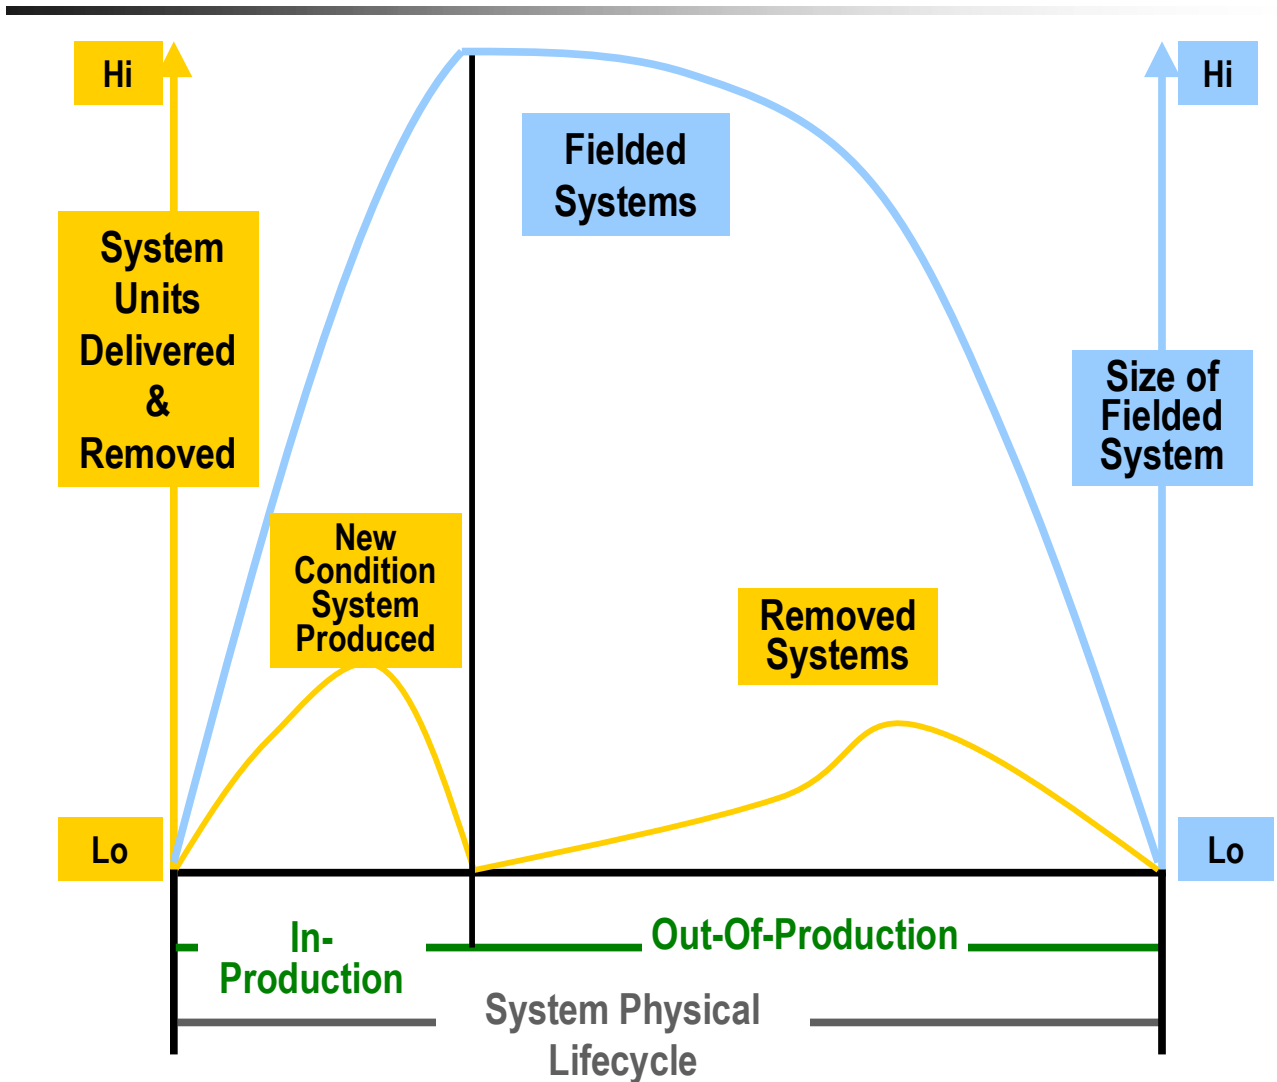 Hi
Hi
Fielded
Systems
System
Units
Delivered
&
Removed
Size of
Fielded
System
New
Condition
System
Produced
Removed
Systems
Lo
Lo
In-
Production
Out-Of-Production
System Physical
Lifecycle